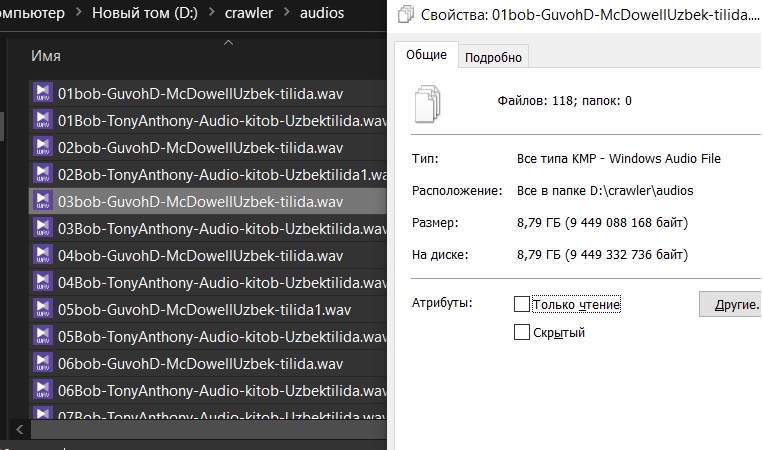 омпьютер > Новый том (D:) > crawler > audios
Имя
01bob-GuvohD-McDowellUzbek-tilida.wav
01Bob-TonyAnthony-Audio-kitob-Uzbektilida.wav
02bob-GuvohD-McDowellUzbek-tilida.wav
02Bob-TonyAnthony-Audio-kitob-Uzbektilida1.wa
03bob-GuvohD-McDowellUzbek-tilida.wav
03Bob-TonyAnthony-Audio-kitob-Uzbektilida.wav
04bob-GuvohD-McDowellUzbek-tilida.wav
04Bob-TonyAnthony-Audio-kitob-Uzbektilida.wav
05bob-GuvohD-McDowellUzbek-tilida1.wav
05Bob-TonyAnthony-Audio-kitob-Uzbektilida.wav
06bob-GuvohD-McDowellUzbek-tilida.wav
06Bob-TonyAnthony-Audio-kitob-Uzbektilida.wav
07Bob-TonyAnthony-Audio-kitob-Uzbektilida.wav
Свойства: 01bob-GuvohD-McDowellUzbek-tilida....
Общие Подробно
Файлов: 118; папок: 0
Тип: Все типа KMP - Windows Audio File
Расположение: Все в папке D:\crawler\audios
Размер: 8,79 ГБ (9 449 088 168 байт)
На диске: 8,79 ГБ (9 449 332 736 байт)
Атрибуты: Только чтение Другие.
Скрытый